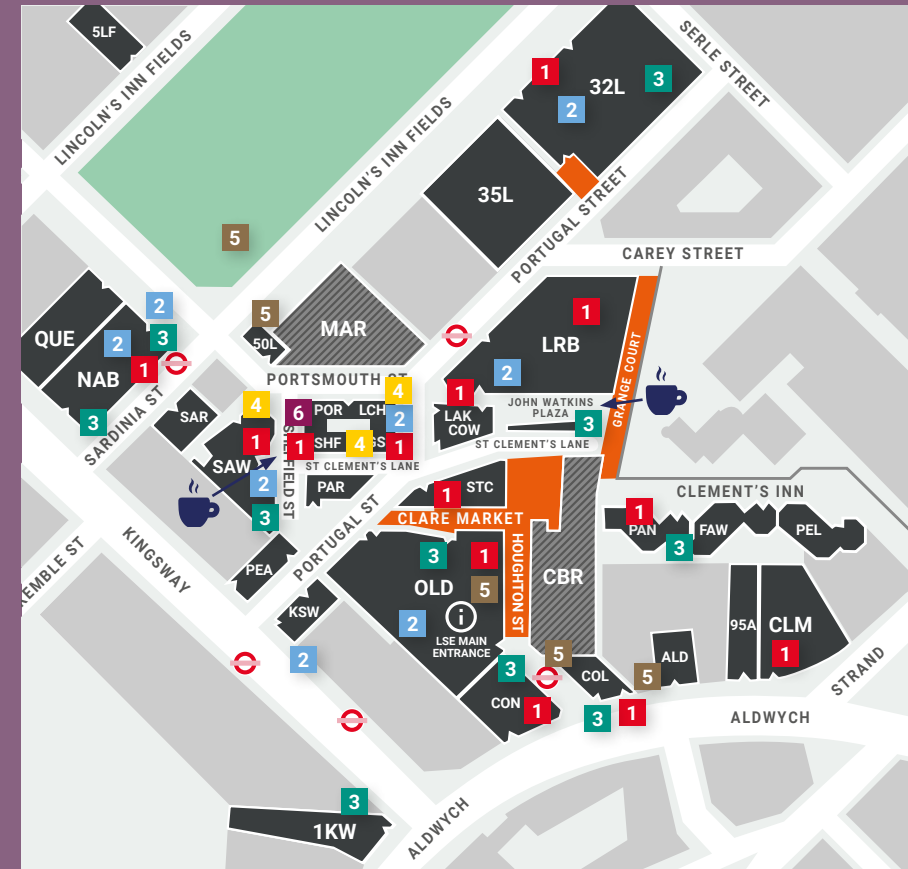 5LF
LINCOLN'S INN FIELDS
SERLE STREET
1
32L
3
2
LINCOLN'S INN FIELDS
35L
PORTUGAL STREET
5
CAREY STREET
2
5
QUE
2
3
50L
MAR
1
LRB
NAB
1
2
3
SARDINIA ST
PORTSMOUTH ST
GRANGE COURT
SAR
4
6
POR
LCH
4
2
1
LAK
COW
JOHN WATKINS
PLAZA
3
1
SAW
1
SHF
4
GS
1
ST CLEMENT'S LANE
ST CLEMENT'S LANE
2
SHEFFIELD ST
PAR
3
1
STC
CLEMENT'S INN
PORTUGAL ST
CLARE MARKET
1
PAN
3
FAW
PEL
KINGSWAY
PEA
3
1
OLD
5
2
LSE MAIN
ENTRANCE
HOUGHTON ST
CBR
KSW
2
95A
CLM
1
3
5
COL
ALD
5
CON
1
3
1
STRAND
ALDWYCH
3
1KW
ALDWYCH